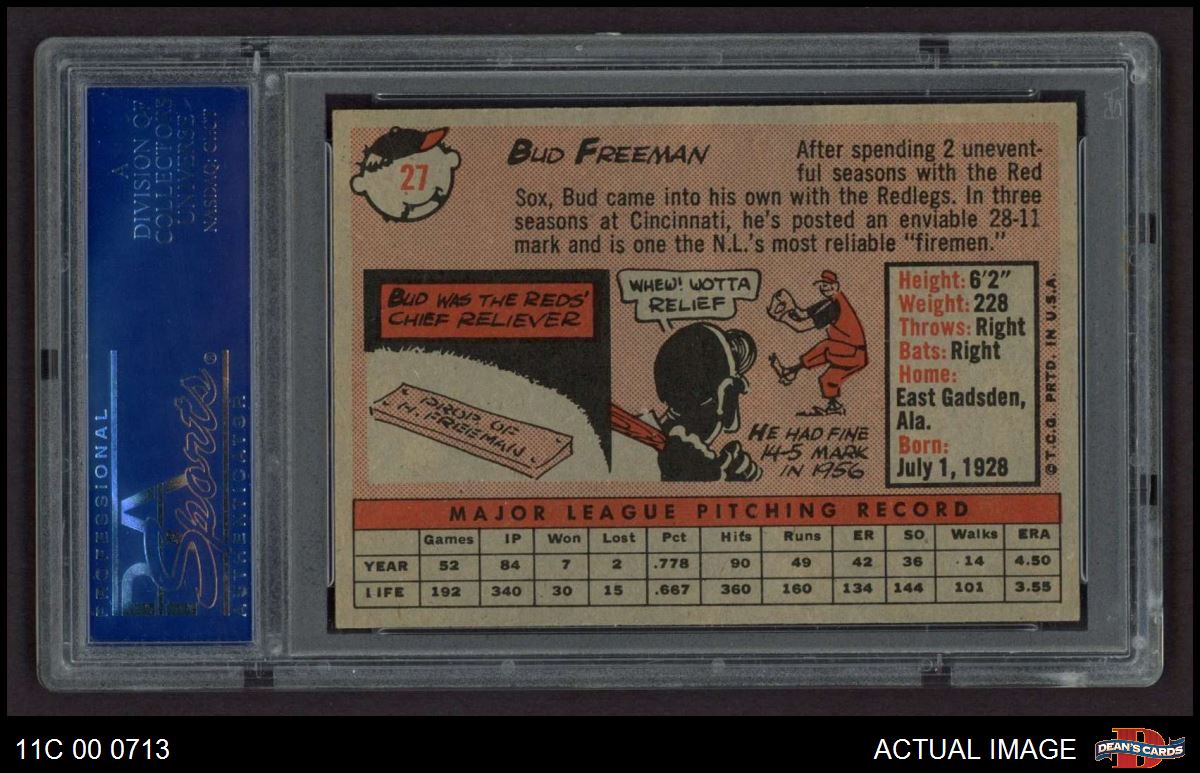 A
DIVISION OF
COLLECTORS
UNIVERSE
NASDAQ: CLCT
PROFESSIONAL
PSA
Sports®
AUTHENTICATOR
27
BUD FREEMAN
After spending 2 unevent-
ful seasons with the Red
Sox, Bud came into his own with the Redlegs. In three
seasons at Cincinnati, he's posted an enviable 28-11
mark and is one the N.L.'s most reliable "firemen."
BUD WAS THE REDS'
CHIEF RELIEVER
PROP. OF
H. FREEMAN
WHEW! WOTTA
RELIEF
HE HAD FINE
14-5 MARK
IN 1956
Height: 6'2"
Weight: 228
Throws: Right
Bats: Right
Home:
East Gadsden,
Ala.
Born:
July 1, 1928
©T.C.G. PRTD. IN U.S.A.
MAJOR LEAGUE PITCHING RECORD
Games IP Won Lost Pct Hits Runs ER SO Walks ERA
YEAR 52 84 7 2 .778 90 49 42 36 14 4.50
LIFE 192 340 30 15 .667 360 160 134 144 101 3.55
11C 00 0713
ACTUAL IMAGE
DEAN'S CARDS